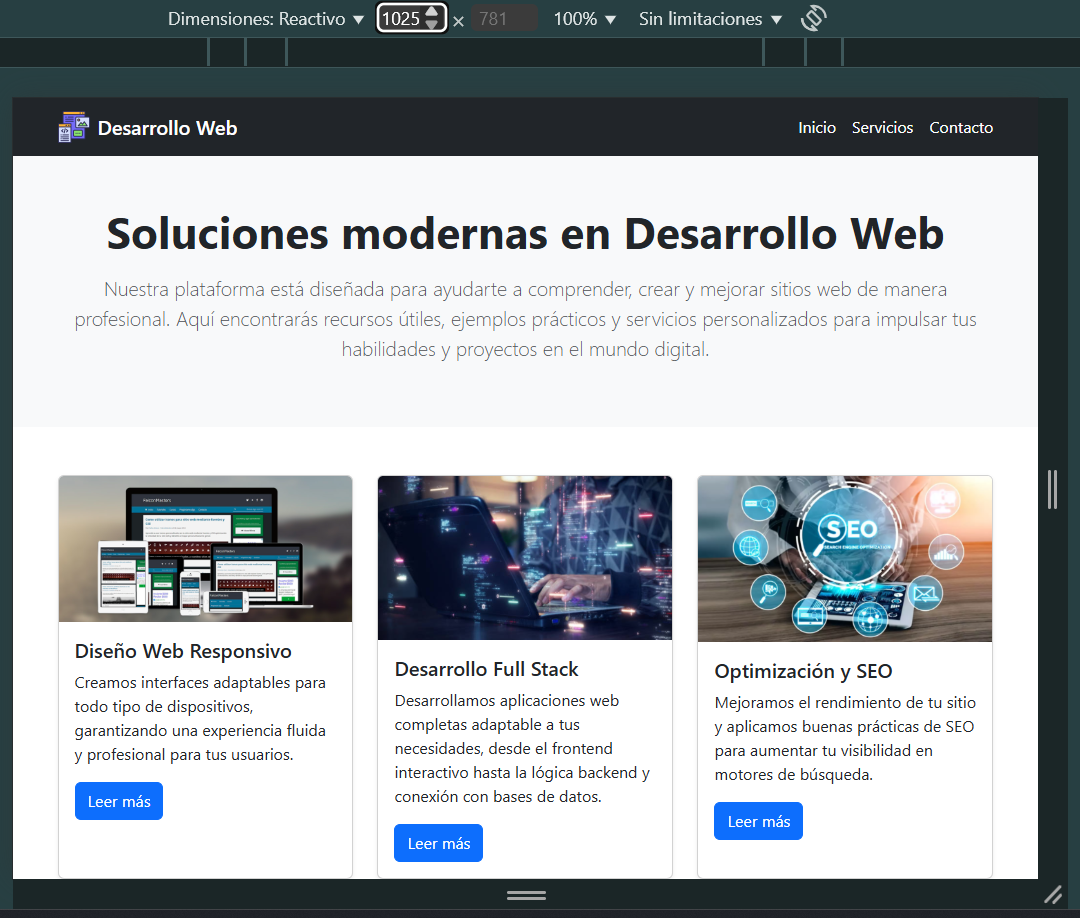 Dimensiones: Reactivo ▼ 1025 × 781 100% ▼ Sin limitaciones ▼
Desarrollo Web
Inicio Servicios Contacto
Soluciones modernas en Desarrollo Web
Nuestra plataforma está diseñada para ayudarte a comprender, crear y mejorar sitios web de manera
profesional. Aquí encontrarás recursos útiles, ejemplos prácticos y servicios personalizados para impulsar tus
habilidades y proyectos en el mundo digital.
Diseño Web Responsivo
Creamos interfaces adaptables para
todo tipo de dispositivos,
garantizando una experiencia fluida
y profesional para tus usuarios.
Leer más
Desarrollo Full Stack
Desarrollamos aplicaciones web
completas adaptable a tus
necesidades, desde el frontend
interactivo hasta la lógica backend y
conexión con bases de datos.
Leer más
SEO
SEARCH ENGINE OPTIMIZATION
Optimización y SEO
Mejoramos el rendimiento de tu sitio
y aplicamos buenas prácticas de SEO
para aumentar tu visibilidad en
motores de búsqueda.
Leer más